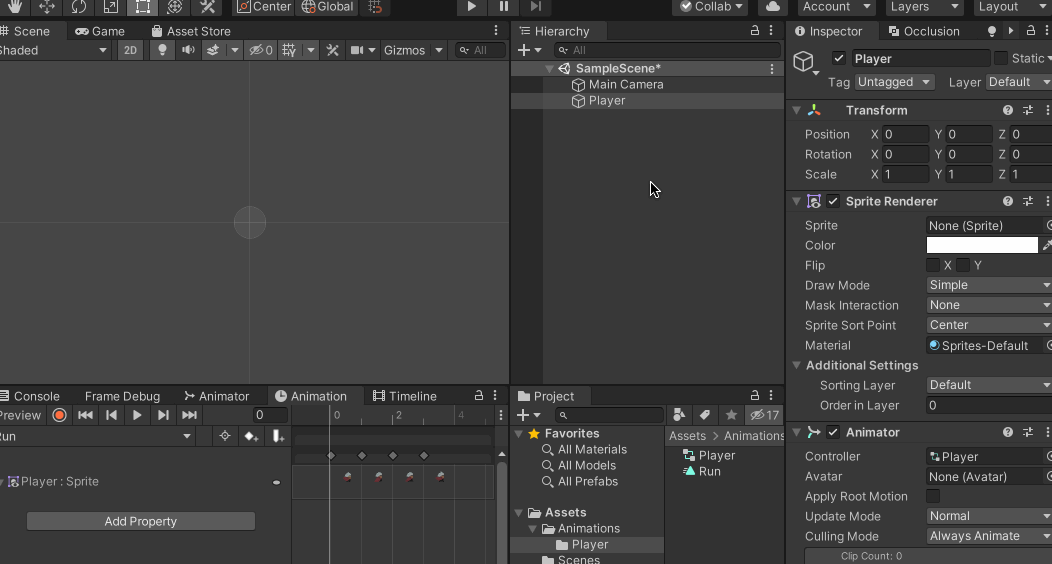 Center Global Collab Account Layers Layout
Scene Game Asset Store
Shaded 2D 0 Gizmos All
Hierarchy
All
SampleScene*
Main Camera
Player
Inspector Occlusion
Player Static
Tag Untagged Layer Default
Transform
Position X 0 Y 0 Z 0
Rotation X 0 Y 0 Z 0
Scale X 1 Y 1 Z 1
Sprite Renderer
Sprite None (Sprite)
Color
Flip X Y
Draw Mode Simple
Mask Interaction None
Sprite Sort Point Center
Material Sprites-Default
Additional Settings
Sorting Layer Default
Order in Layer 0
Animator
Controller Player
Avatar None (Avatar)
Apply Root Motion
Update Mode Normal
Culling Mode Always Animate
Clip Count: 0
Console Frame Debug Animator Animation Timeline
Preview 0 0 2 4
Run
Player : Sprite
Add Property
Project
17
Favorites
All Materials
All Models
All Prefabs
Assets
Animations
Player
Scenes
Assets > Animations
Player
Run